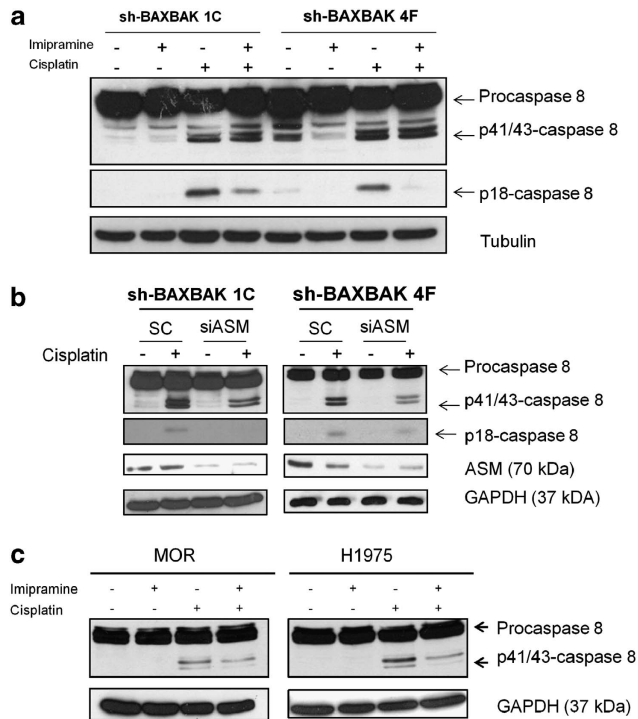 a
sh-BAXBAK 1C sh-BAXBAK 4F
Imipramine - + - + - + - +
Cisplatin - - + + - - + +
Procaspase 8
p41/43-caspase 8
p18-caspase 8
Tubulin
b
sh-BAXBAK 1C sh-BAXBAK 4F
SC siASM SC siASM
Cisplatin - + - + - + - +
Procaspase 8
p41/43-caspase 8
p18-caspase 8
ASM (70 kDa)
GAPDH (37 kDA)
c
MOR H1975
Imipramine - + - + - + - +
Cisplatin - - + + - - + +
Procaspase 8
p41/43-caspase 8
GAPDH (37 kDa)